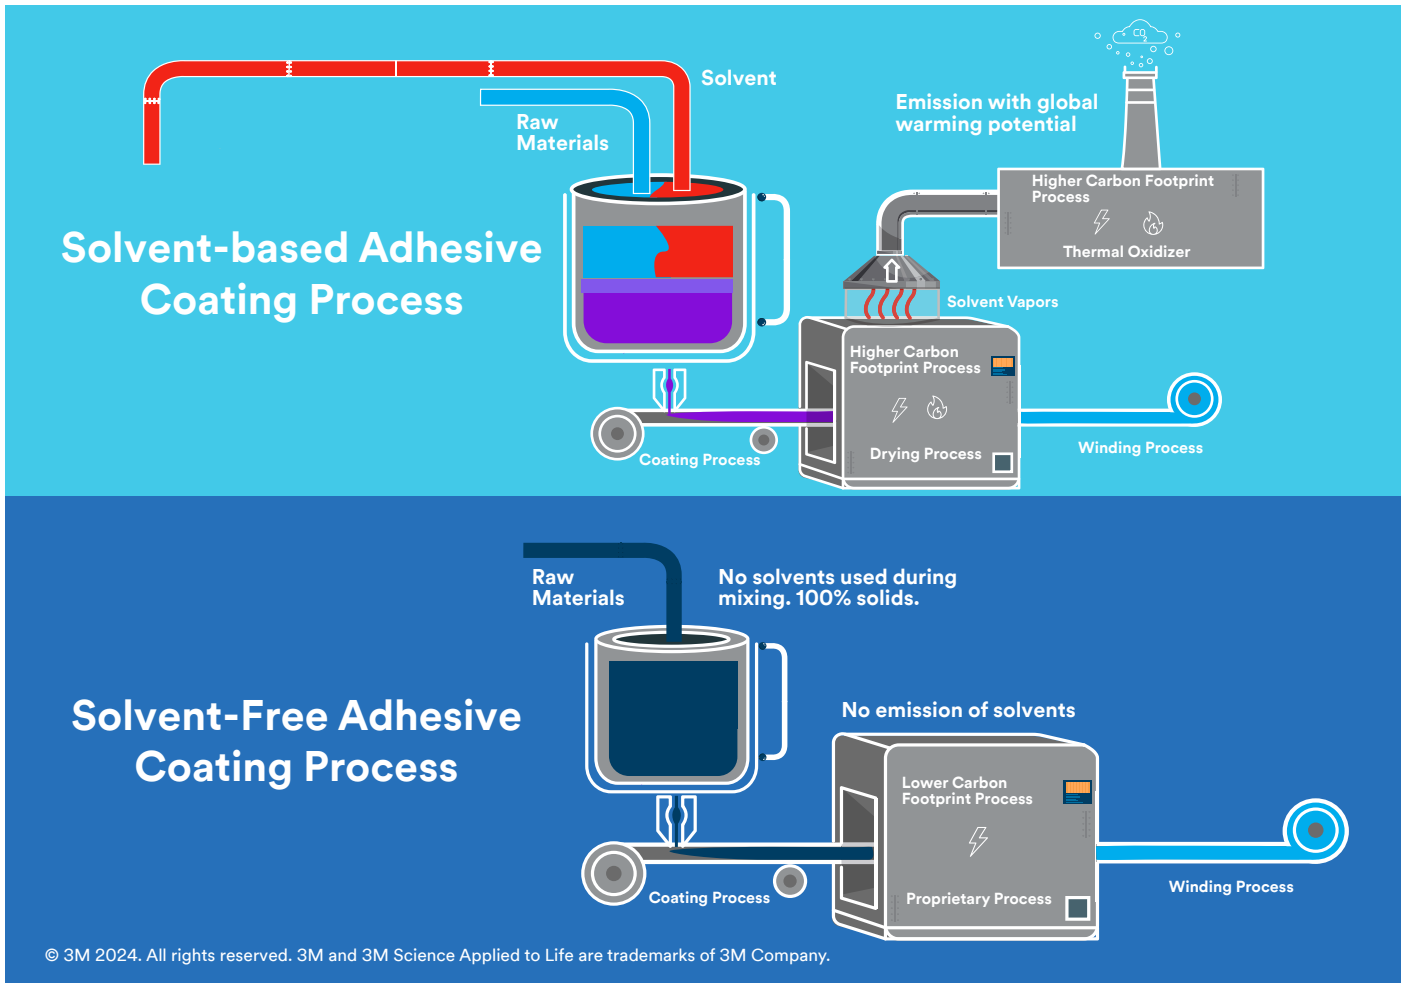 CO2
Solvent
Raw
Materials
Emission with global
warming potential
Higher Carbon Footprint
Process
Thermal Oxidizer
Solvent-based Adhesive
Coating Process
Solvent Vapors
Higher Carbon
Footprint Process
Drying Process
Coating Process
Winding Process
Raw
Materials
No solvents used during
mixing. 100% solids.
Solvent-Free Adhesive
Coating Process
No emission of solvents
Lower Carbon
Footprint Process
Proprietary Process
Coating Process
Winding Process
© 3M 2024. All rights reserved. 3M and 3M Science Applied to Life are trademarks of 3M Company.